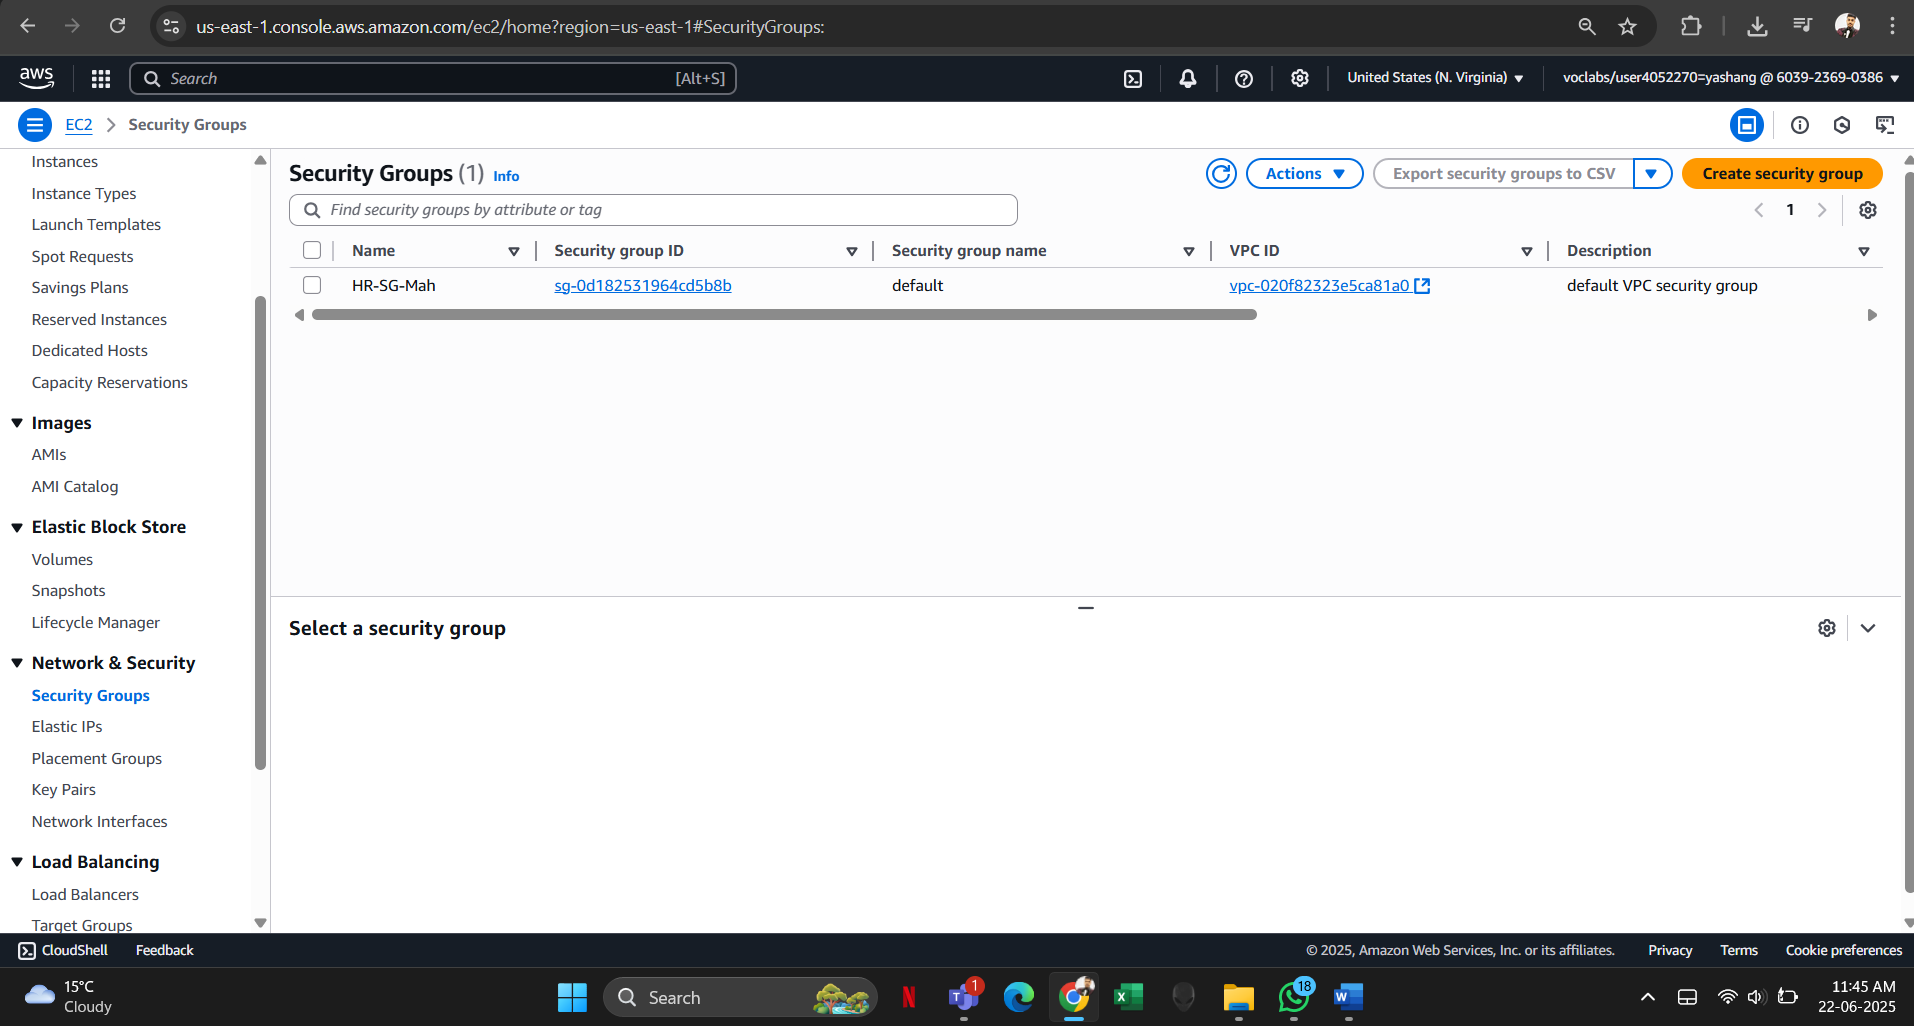 us-east-1.console.aws.amazon.com/ec2/home?region=us-east-1#SecurityGroups:
aws
Search [Alt+S]
United States (N. Virginia)
voclabs/user4052270=yashang @ 6039-2369-0386
EC2 > Security Groups
Instances
Instance Types
Launch Templates
Spot Requests
Savings Plans
Reserved Instances
Dedicated Hosts
Capacity Reservations
Images
AMIs
AMI Catalog
Elastic Block Store
Volumes
Snapshots
Lifecycle Manager
Network & Security
Security Groups
Elastic IPs
Placement Groups
Key Pairs
Network Interfaces
Load Balancing
Load Balancers
Target Groups
Security Groups (1) Info
Actions
Export security groups to CSV
Create security group
Find security groups by attribute or tag
1
Name Security group ID Security group name VPC ID Description
HR-SG-Mah sg-0d182531964cd5b8b default vpc-020f82323e5ca81a0 default VPC security group
Select a security group
CloudShell Feedback
© 2025, Amazon Web Services, Inc. or its affiliates. Privacy Terms Cookie preferences
15°C
Cloudy
Search
N
T
1
X
18
W
11:45 AM
22-06-2025